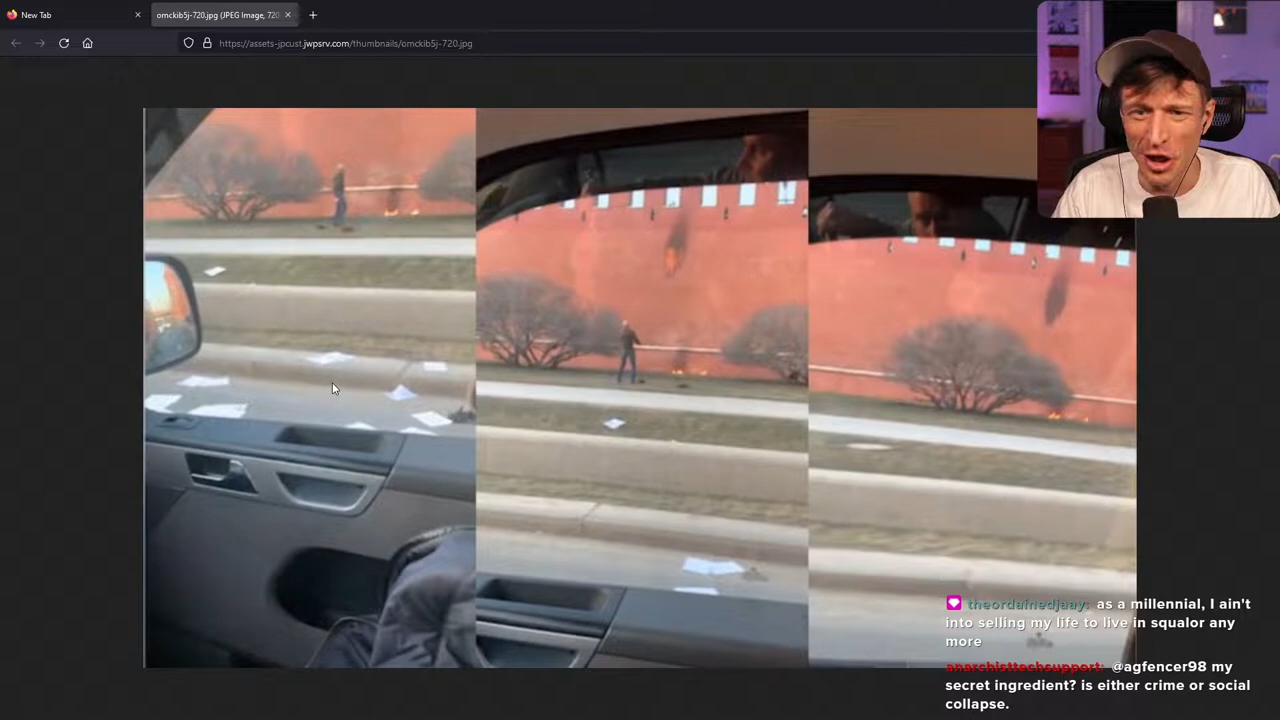 New Tab
omckib5j-720.jpg (JPEG Image, 720
https://assets-jpcust.jwpsrv.com/thumbnails/omckib5j-720.jpg
theordainedjaay: as a millennial, I ain't
into selling my life to live in squalor any
more
anarchisttechsupport: @agfencer98 my
secret ingredient? is either crime or social
collapse.